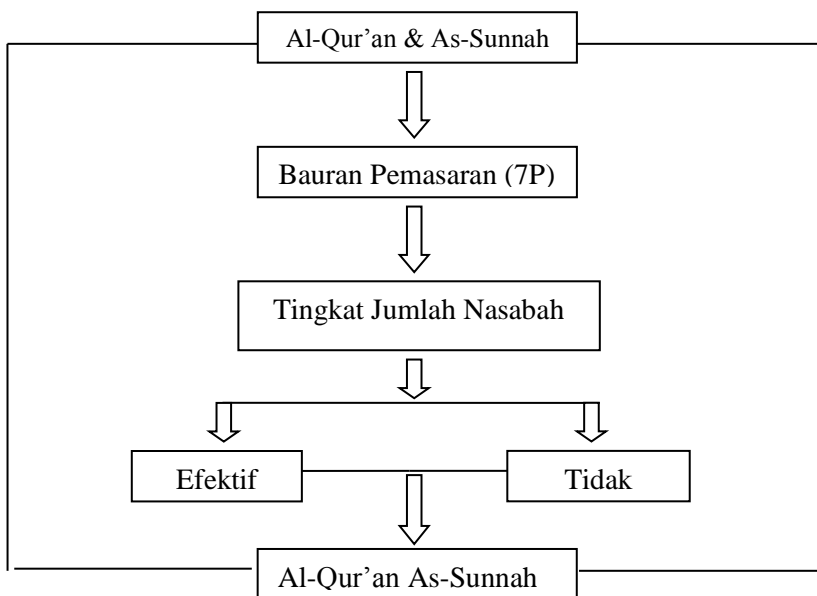 Al-Qur’an & As-Sunnah
Bauran Pemasaran (7P)
Tingkat Jumlah Nasabah
Efektif
Tidak
Al-Qur’an As-Sunnah